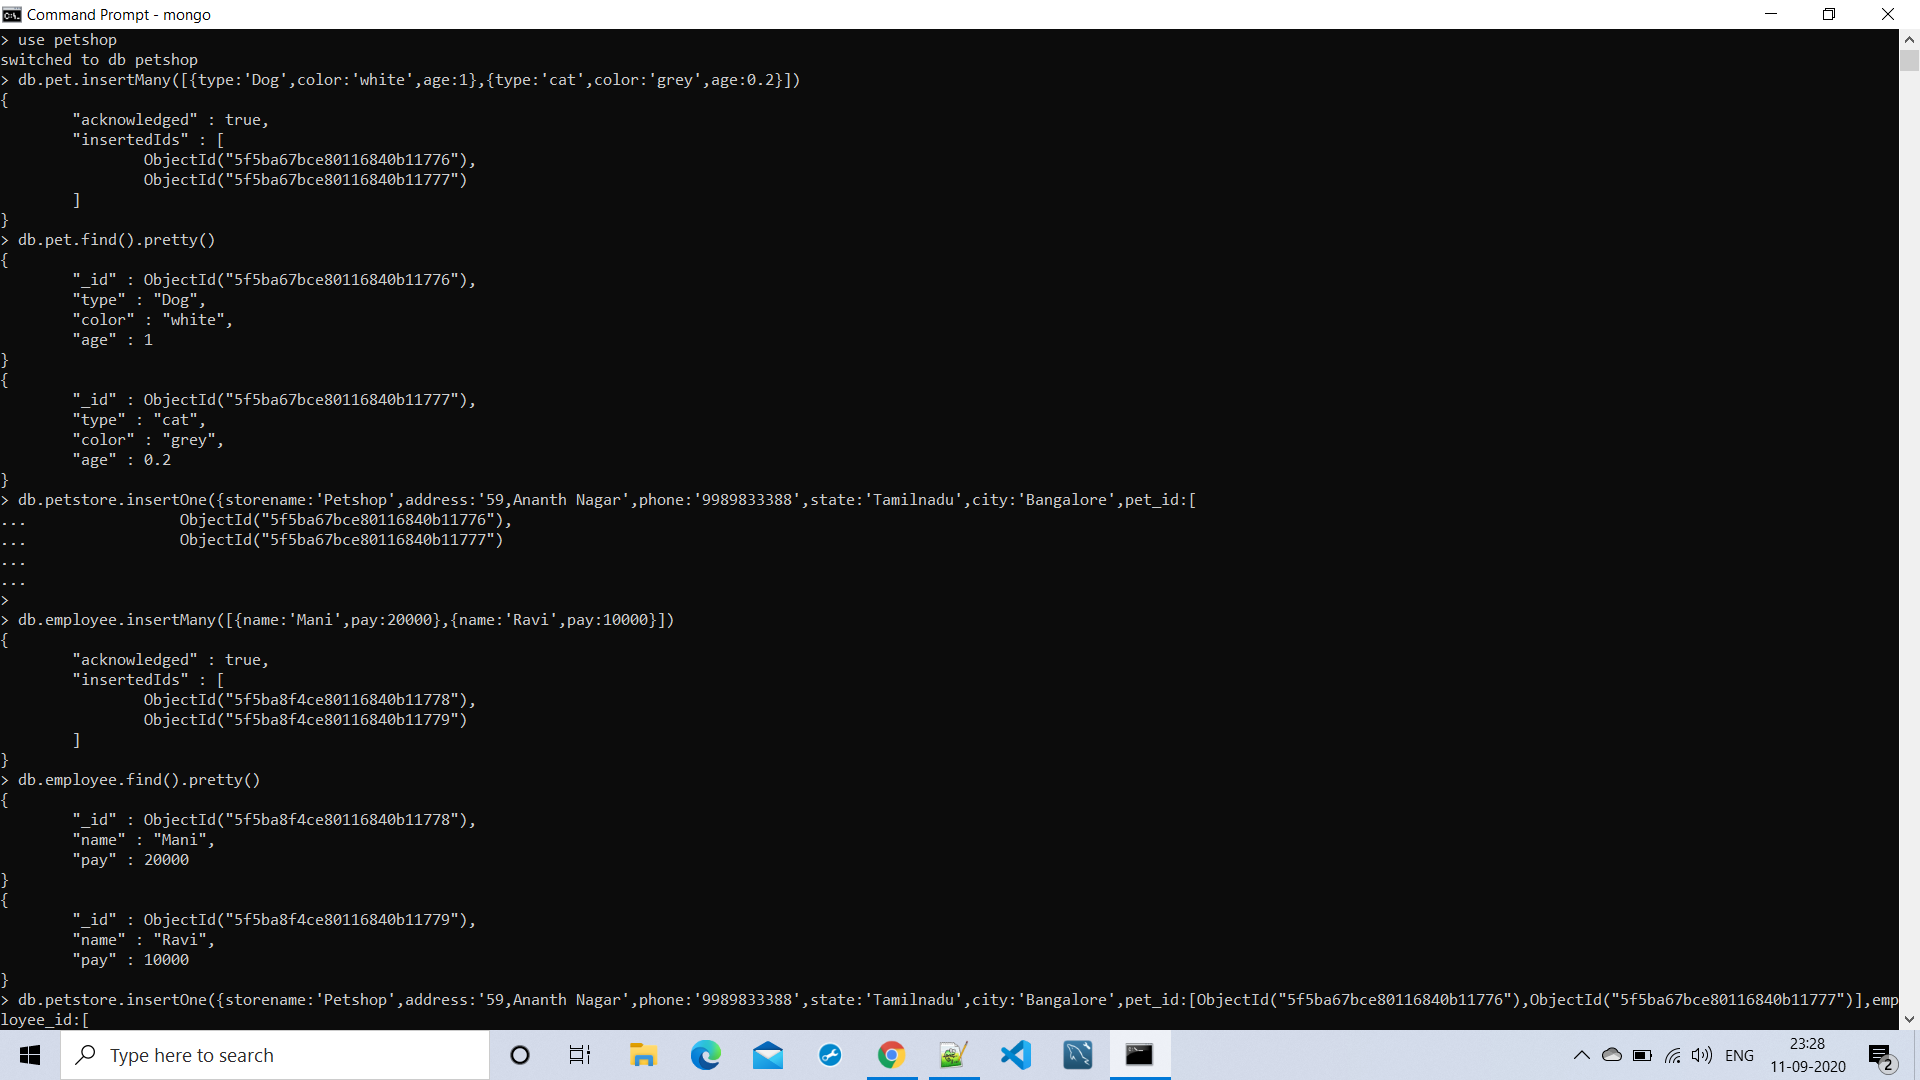 Command Prompt - mongo
> use petshop
switched to db petshop
> db.pet.insertMany([{type:'Dog',color:'white',age:1},{type:'cat',color:'grey',age:0.2}])
{
        "acknowledged" : true,
        "insertedIds" : [
                ObjectId("5f5ba67bce80116840b11776"),
                ObjectId("5f5ba67bce80116840b11777")
        ]
}
> db.pet.find().pretty()
{
        "_id" : ObjectId("5f5ba67bce80116840b11776"),
        "type" : "Dog",
        "color" : "white",
        "age" : 1
}
{
        "_id" : ObjectId("5f5ba67bce80116840b11777"),
        "type" : "cat",
        "color" : "grey",
        "age" : 0.2
}
> db.petstore.insertOne({storename:'Petshop',address:'59,Ananth Nagar',phone:'9989833388',state:'Tamilnadu',city:'Bangalore',pet_id:[
...                 ObjectId("5f5ba67bce80116840b11776"),
...                 ObjectId("5f5ba67bce80116840b11777")
...
...
>
> db.employee.insertMany([{name:'Mani',pay:20000},{name:'Ravi',pay:10000}])
{
        "acknowledged" : true,
        "insertedIds" : [
                ObjectId("5f5ba8f4ce80116840b11778"),
                ObjectId("5f5ba8f4ce80116840b11779")
        ]
}
> db.employee.find().pretty()
{
        "_id" : ObjectId("5f5ba8f4ce80116840b11778"),
        "name" : "Mani",
        "pay" : 20000
}
{
        "_id" : ObjectId("5f5ba8f4ce80116840b11779"),
        "name" : "Ravi",
        "pay" : 10000
}
> db.petstore.insertOne({storename:'Petshop',address:'59,Ananth Nagar',phone:'9989833388',state:'Tamilnadu',city:'Bangalore',pet_id:[ObjectId("5f5ba67bce80116840b11776"),ObjectId("5f5ba67bce80116840b11777")],emp
loyee_id:[
Type here to search
ENG
23:28
11-09-2020
2